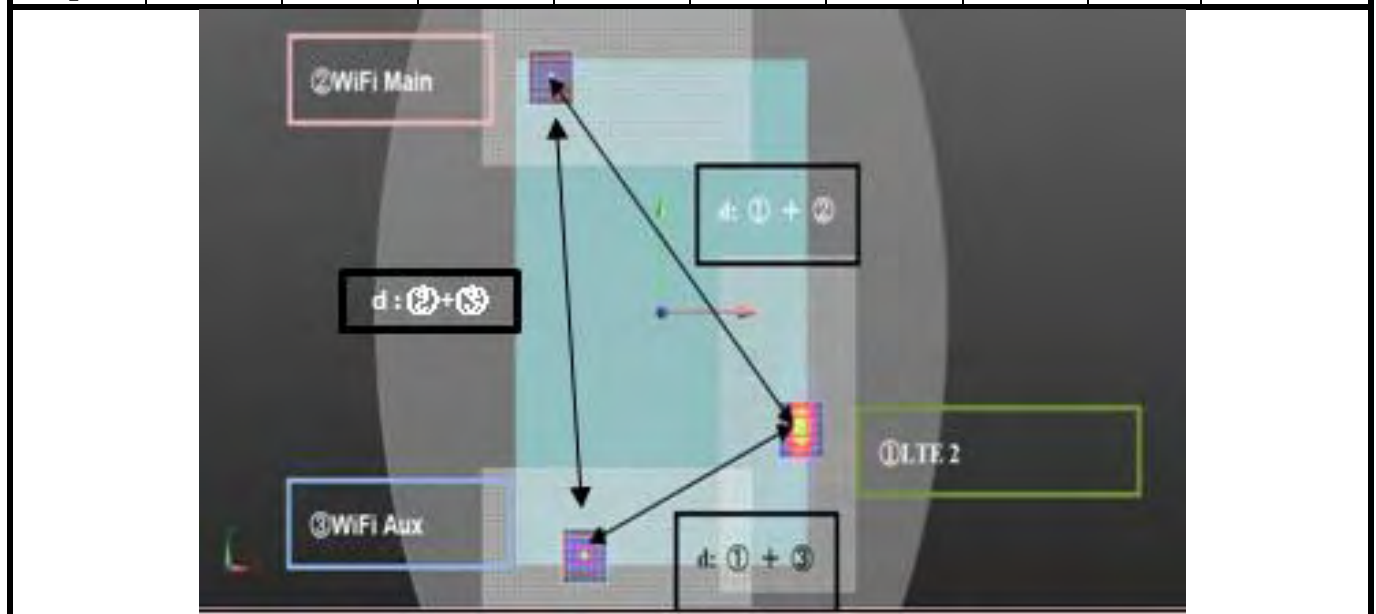 ②WiFi Main
d: ① + ②
d : ②+③
①LTE 2
③WiFi Aux
d: ① + ③